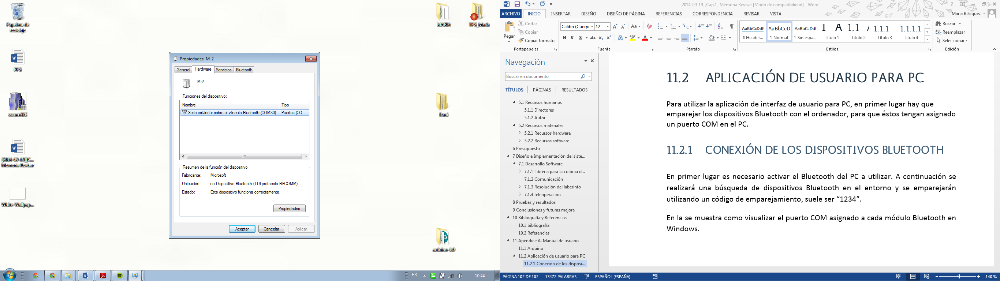 Papelera de
reciclaje
PFG
sscom32E
[2014-09-19][C...
Memoria Revisar
White-Wallpap...
MARIA
TFG_María
Dani
arduino-1.0
Propiedades: M-2
General
Hardware
Servicios
Bluetooth
M-2
Funciones del dispositivo:
Nombre
Tipo
Serie estándar sobre el vínculo Bluetooth (COM30)
Puertos (CO...
Resumen de la función del dispositivo
Fabricante: Microsoft
Ubicación: en Dispositivo Bluetooth (TDI protocolo RFCOMM)
Estado: Este dispositivo funciona correctamente.
Propiedades
Aceptar
Cancelar
Aplicar
ES
10:44
[2014-09-19][Cap.1] Memoria Revisar [Modo de compatibilidad] - Word
ARCHIVO
INICIO
INSERTAR
DISEÑO
DISEÑO DE PÁGINA
REFERENCIAS
CORRESPONDENCIA
REVISAR
VISTA
María Blázquez
Pegar
Cortar
Copiar
Copiar formato
Portapapeles
Calibri (Cuerpo
12
Aa
N K S abc x₂ x²
Fuente
Párrafo
AaBbCcDdE
¶ Header...
AaBbCcD
¶ Normal
AaBbCcDdE
¶ Sin espa...
1 A
Título 1
1.1
Título 2
1.1.1
Título 3
1.1.1.1
Título 4
Estilos
Buscar
Reemplazar
Seleccionar
Edición
Navegación
Buscar en documento
TÍTULOS
PÁGINAS
RESULTADOS
5.1 Recursos humanos
5.1.1 Directores
5.1.2 Autor
5.2 Recursos materiales
5.2.1 Recursos hardware
5.2.2 Recursos software
6 Presupuesto
7 Diseño e Implementación del siste...
7.1 Desarrollo Software
7.1.1 Librería para la colonia d...
7.1.2 Comunicación
7.1.3 Resolución del laberinto
7.1.4 teleoperación
8 Pruebas y resultados
9 Conclusiones y futuras mejora
10 Bibliografía y Referencias
10.1 bibliografía
10.2 Referencias
11 Apéndice A. Manual de usuario
11.1 Arduino
11.2 Aplicación de usuario para PC
11.2.1 Conexión de los disposi...
11.2 APLICACIÓN DE USUARIO PARA PC
Para utilizar la aplicación de interfaz de usuario para PC, en primer lugar hay que
emparejar los dispositivos Bluetooth con el ordenador, para que éstos tengan asignado
un puerto COM en el PC.
11.2.1 CONEXIÓN DE LOS DISPOSITIVOS BLUETOOTH
En primer lugar es necesario activar el Bluetooth del PC a utilizar. A continuación se
realizará una búsqueda de dispositivos Bluetooth en el entorno y se emparejarán
utilizando un código de emparejamiento, suele ser “1234”.
En la se muestra como visualizar el puerto COM asignado a cada módulo Bluetooth en
Windows.
PÁGINA 102 DE 102
13472 PALABRAS
ESPAÑOL (ESPAÑA)
140 %